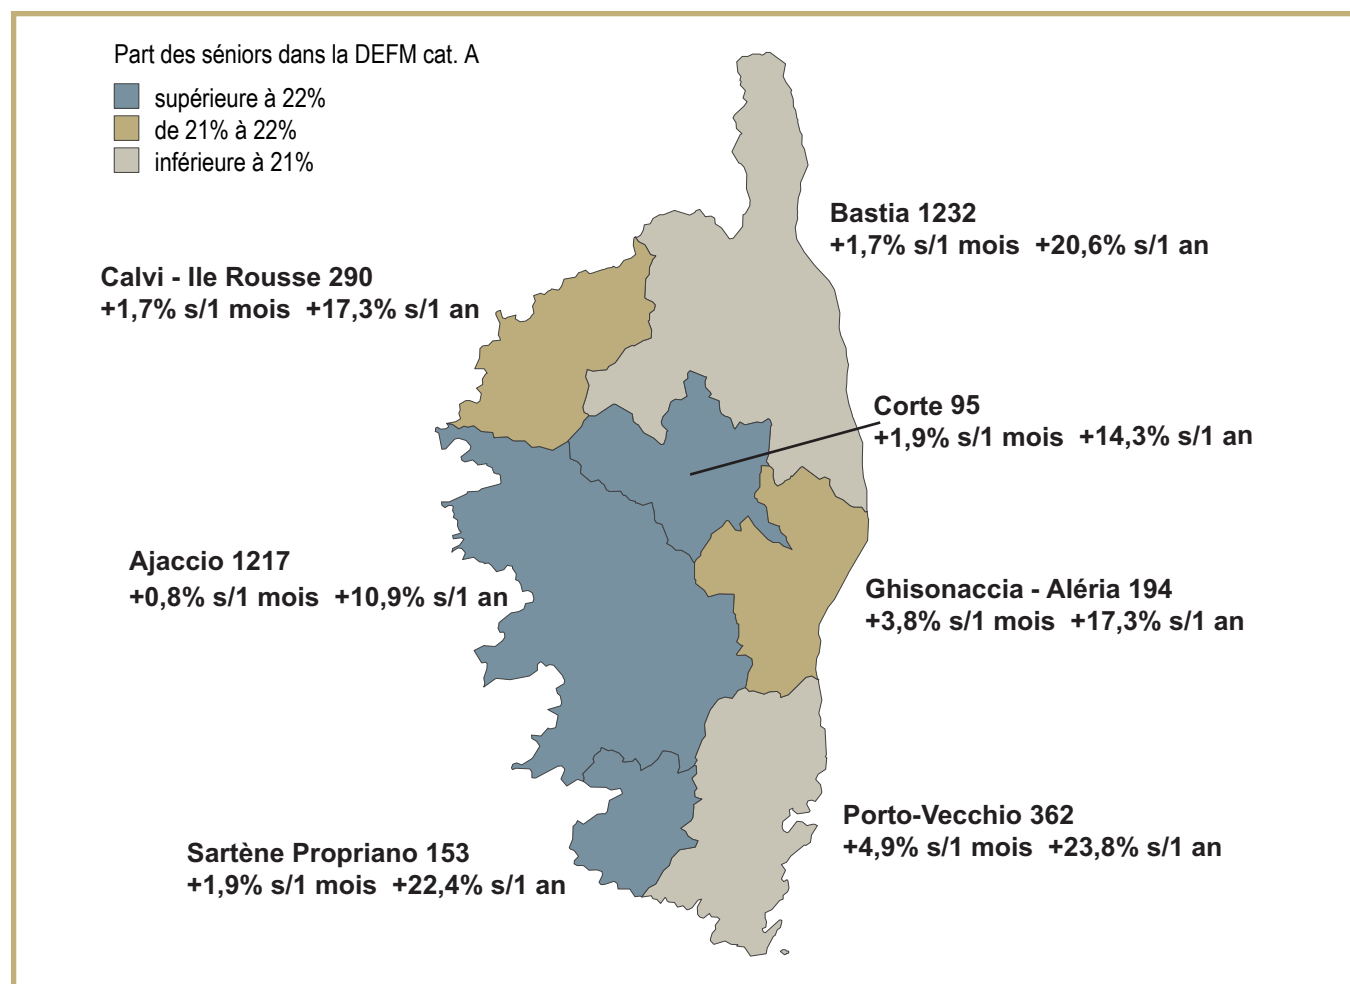 Part des séniors dans la DEFM cat. A
supérieure à 22%
de 21% à 22%
inférieure à 21%
Bastia 1232
+1,7% s/1 mois +20,6% s/1 an
Calvi - Ile Rousse 290
+1,7% s/1 mois +17,3% s/1 an
Corte 95
+1,9% s/1 mois +14,3% s/1 an
Ajaccio 1217
+0,8% s/1 mois +10,9% s/1 an
Ghisonaccia - Aléria 194
+3,8% s/1 mois +17,3% s/1 an
Porto-Vecchio 362
+4,9% s/1 mois +23,8% s/1 an
Sartène Propriano 153
+1,9% s/1 mois +22,4% s/1 an